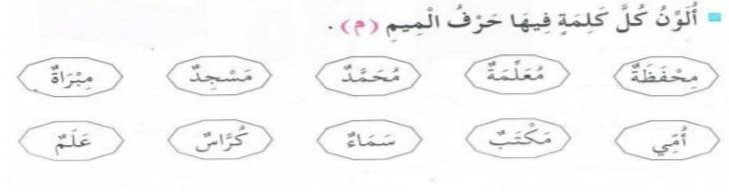 أُلَوِّنُ كُلَّ كَلِمَةٍ فِيهَا حَرْفُ الْمِيمِ (م).
مِحْفَظَةٌ مُعَلِّمَةٌ مُحَمَّدٌ مَسْجِدٌ مِبْرَاةٌ
أُمِّي مَكْتَبٌ سَمَاءٌ كُرَّاسٌ عَلَمٌ